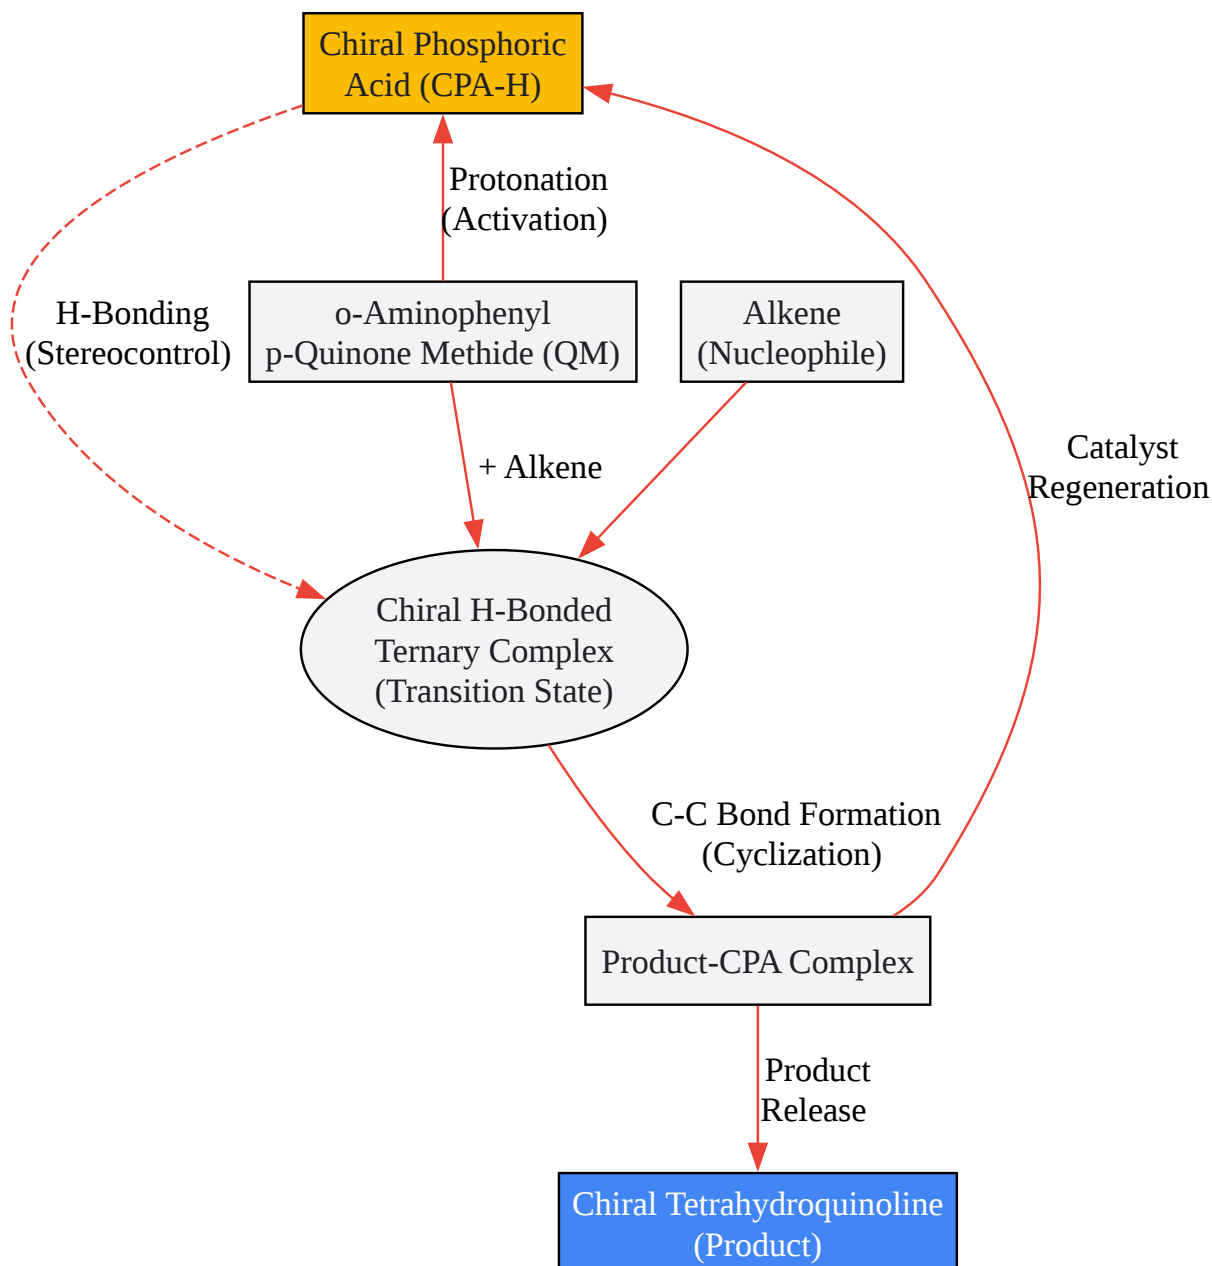 Chiral Phosphoric
Acid (CPA-H)
Protonation
(Activation)
H-Bonding
(Stereocontrol)
o-Aminophenyl
p-Quinone Methide (QM)
Alkene
(Nucleophile)
+ Alkene
Catalyst
Regeneration
Chiral H-Bonded
Ternary Complex
(Transition State)
C-C Bond Formation
(Cyclization)
Product-CPA Complex
Product
Release
Chiral Tetrahydroquinoline
(Product)